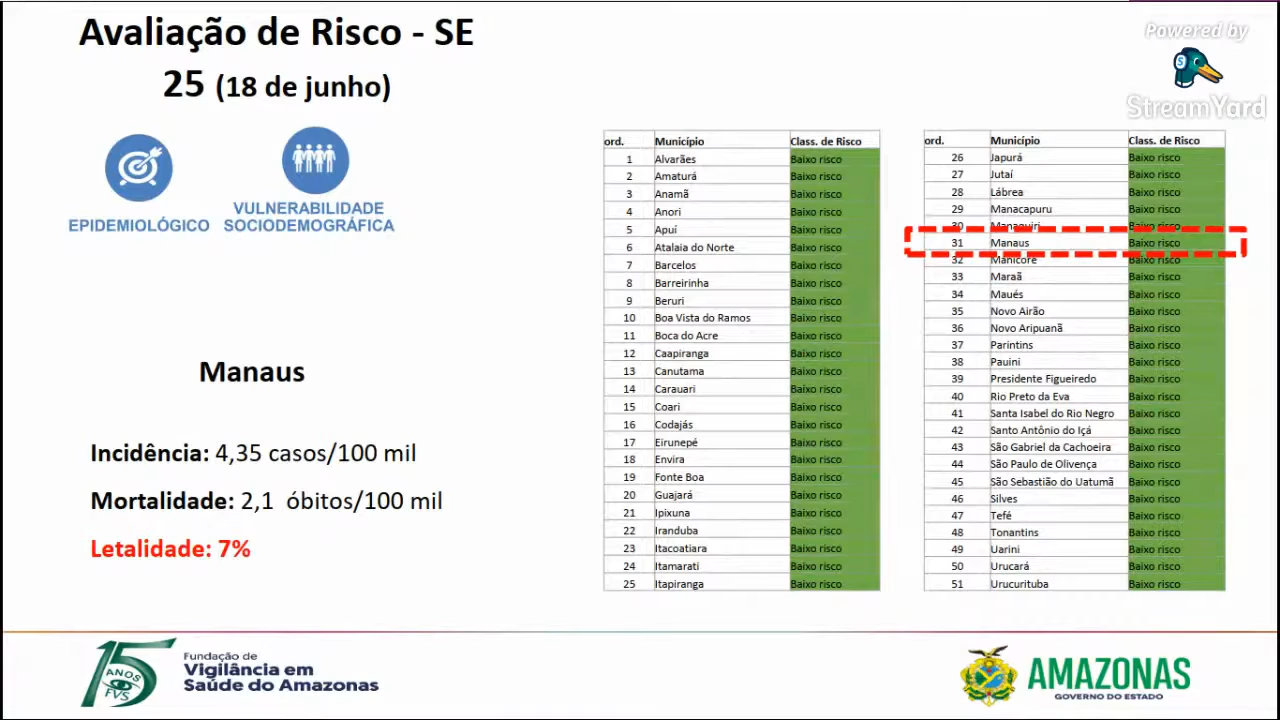 Avaliação de Risco - SE
25 (18 de junho)
EPIDEMIOLÓGICO
VULNERABILIDADE
SOCIODEMOGRÁFICA
Manaus
Incidência: 4,35 casos/100 mil
Mortalidade: 2,1 óbitos/100 mil
Letalidade: 7%
ord. Município Class. de Risco
1 Alvarães Baixo risco
2 Amaturá Baixo risco
3 Anamã Baixo risco
4 Anori Baixo risco
5 Apuí Baixo risco
6 Atalaia do Norte Baixo risco
7 Barcelos Baixo risco
8 Barreirinha Baixo risco
9 Beruri Baixo risco
10 Boa Vista do Ramos Baixo risco
11 Boca do Acre Baixo risco
12 Caapiranga Baixo risco
13 Canutama Baixo risco
14 Carauari Baixo risco
15 Coari Baixo risco
16 Codajás Baixo risco
17 Eirunepé Baixo risco
18 Envira Baixo risco
19 Fonte Boa Baixo risco
20 Guajará Baixo risco
21 Ipixuna Baixo risco
22 Iranduba Baixo risco
23 Itacoatiara Baixo risco
24 Itamarati Baixo risco
25 Itapiranga Baixo risco
ord. Município Class. de Risco
26 Japurá Baixo risco
27 Jutaí Baixo risco
28 Lábrea Baixo risco
29 Manacapuru Baixo risco
30 Manaquiri Baixo risco
31 Manaus Baixo risco
32 Manicoré Baixo risco
33 Maraã Baixo risco
34 Maués Baixo risco
35 Novo Airão Baixo risco
36 Novo Aripuanã Baixo risco
37 Parintins Baixo risco
38 Pauini Baixo risco
39 Presidente Figueiredo Baixo risco
40 Rio Preto da Eva Baixo risco
41 Santa Isabel do Rio Negro Baixo risco
42 Santo Antônio do Içá Baixo risco
43 São Gabriel da Cachoeira Baixo risco
44 São Paulo de Olivença Baixo risco
45 São Sebastião do Uatumã Baixo risco
46 Silves Baixo risco
47 Tefé Baixo risco
48 Tonantins Baixo risco
49 Uarini Baixo risco
50 Urucará Baixo risco
51 Urucurituba Baixo risco
Powered by
StreamYard
15
ANOS
FVS
Fundação de
Vigilância em
Saúde do Amazonas
AMAZONAS
GOVERNO DO ESTADO